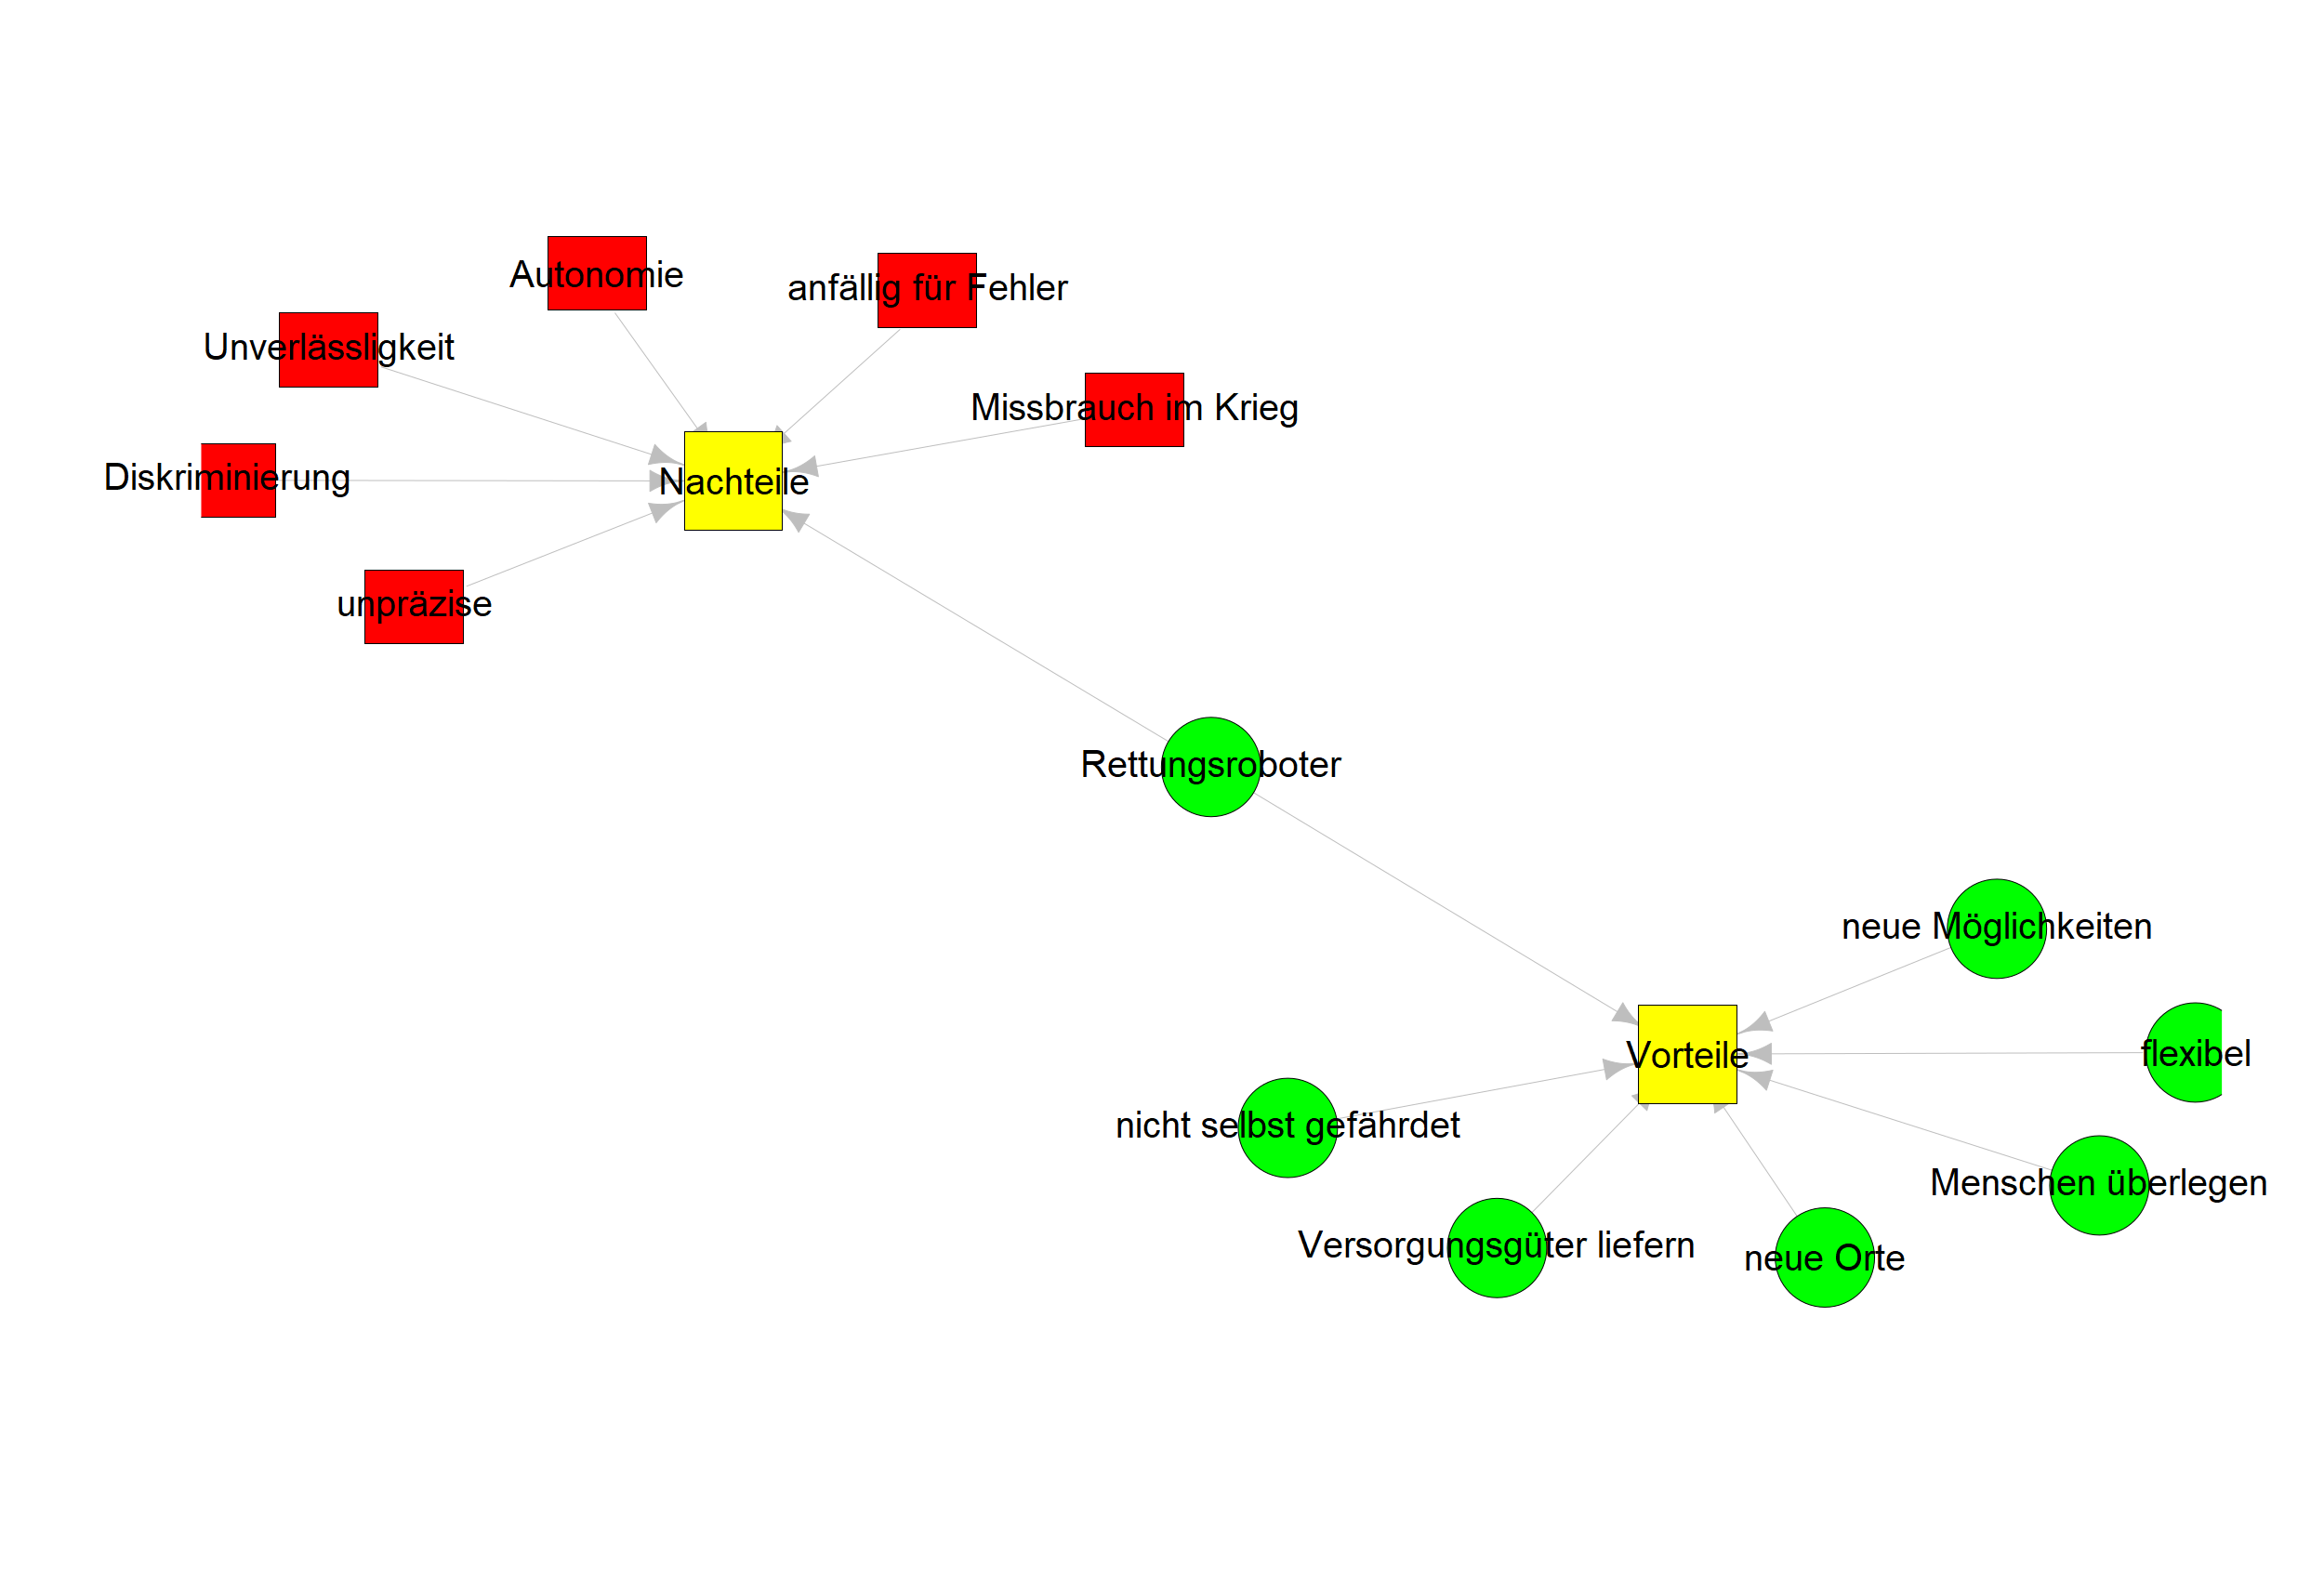 Autonomie
anfällig für Fehler
Unverlässligkeit
Missbrauch im Krieg
Diskriminierung
Nachteile
unpräzise
Rettungsroboter
neue Möglichkeiten
flexibel
Vorteile
nicht selbst gefährdet
Menschen überlegen
Versorgungsgüter liefern
neue Orte